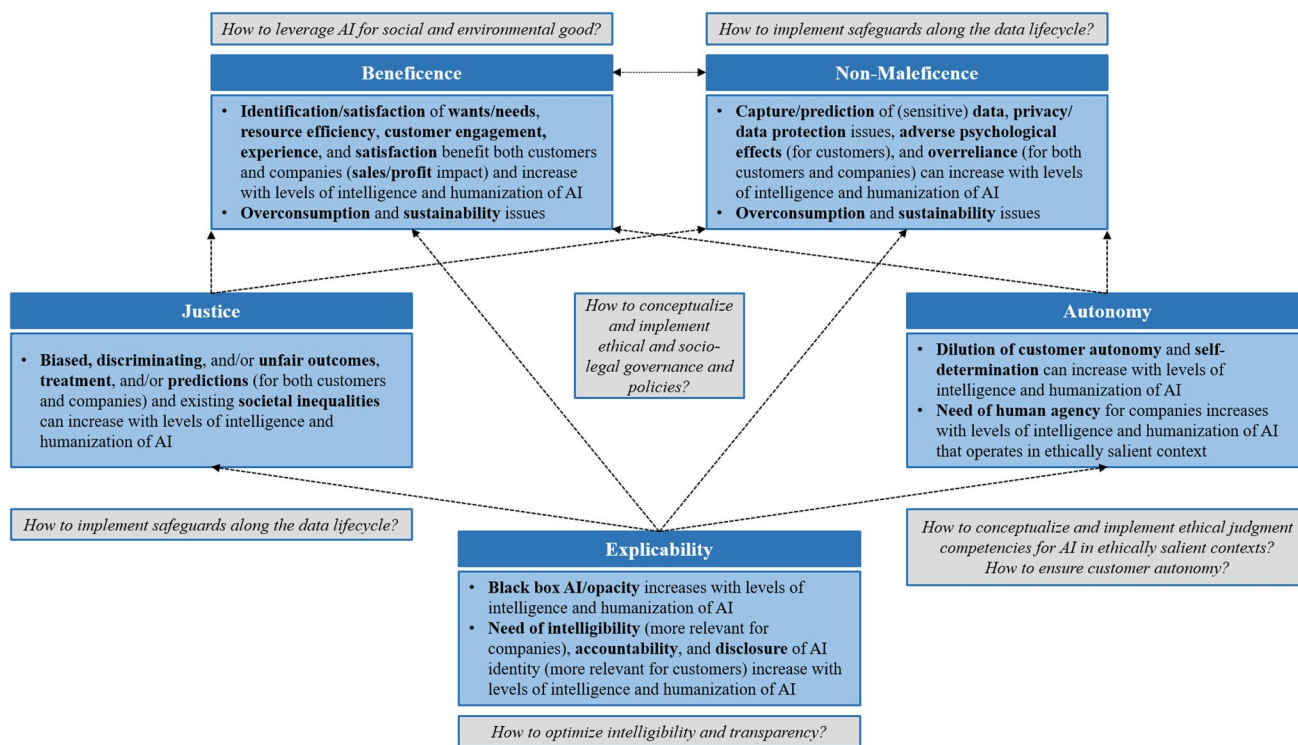 How to leverage AI for social and environmental good?
How to implement safeguards along the data lifecycle?
Beneficence
• Identification/satisfaction of wants/needs,
resource efficiency, customer engagement,
experience, and satisfaction benefit both customers
and companies (sales/profit impact) and increase
with levels of intelligence and humanization of AI
• Overconsumption and sustainability issues
Non-Maleficence
• Capture/prediction of (sensitive) data, privacy/
data protection issues, adverse psychological
effects (for customers), and overreliance (for both
customers and companies) can increase with levels
of intelligence and humanization of AI
• Overconsumption and sustainability issues
Justice
• Biased, discriminating, and/or unfair outcomes,
treatment, and/or predictions (for both customers
and companies) and existing societal inequalities
can increase with levels of intelligence and
humanization of AI
How to conceptualize
and implement
ethical and socio-
legal governance and
policies?
Autonomy
• Dilution of customer autonomy and self-
determination can increase with levels of
intelligence and humanization of AI
• Need of human agency for companies increases
with levels of intelligence and humanization of AI
that operates in ethically salient context
How to implement safeguards along the data lifecycle?
How to conceptualize and implement ethical judgment
competencies for AI in ethically salient contexts?
How to ensure customer autonomy?
Explicability
• Black box AI/opacity increases with levels of
intelligence and humanization of AI
• Need of intelligibility (more relevant for
companies), accountability, and disclosure of AI
identity (more relevant for customers) increase with
levels of intelligence and humanization of AI
How to optimize intelligibility and transparency?